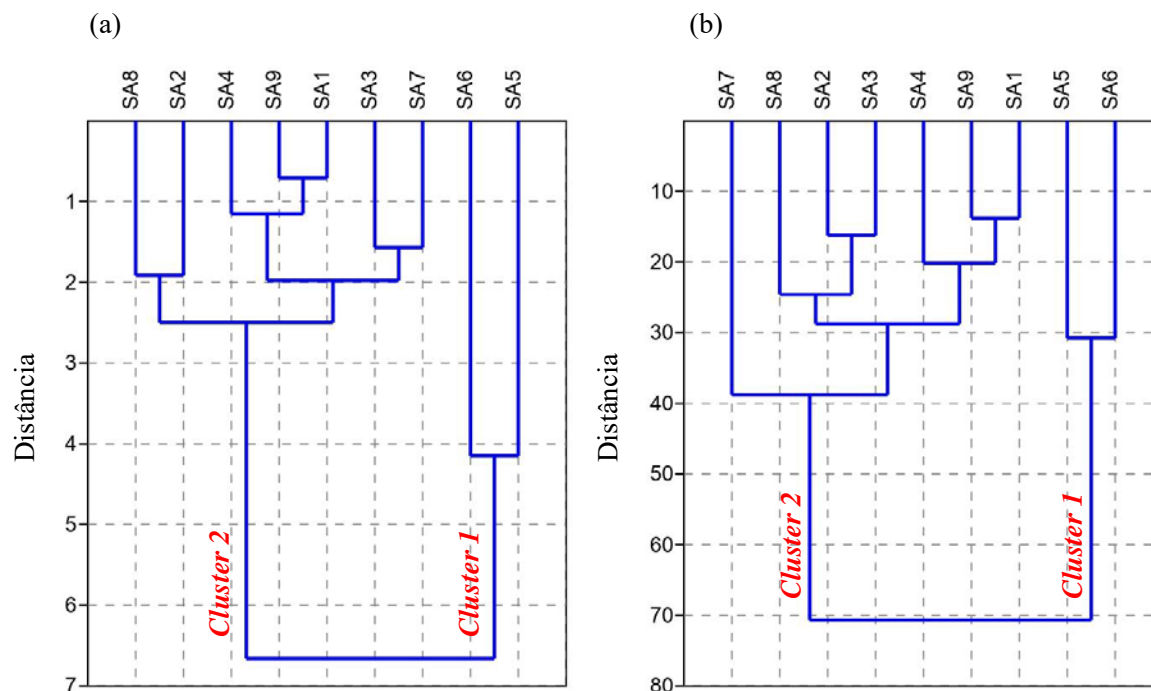 (a)
SA8
SA2
SA4
SA9
SA1
SA3
SA7
SA6
SA5
1
2
3
4
5
6
7
Distância
Cluster 2
Cluster 1
(b)
SA7
SA8
SA2
SA3
SA4
SA9
SA1
SA5
SA6
10
20
30
40
50
60
70
80
Distância
Cluster 2
Cluster 1